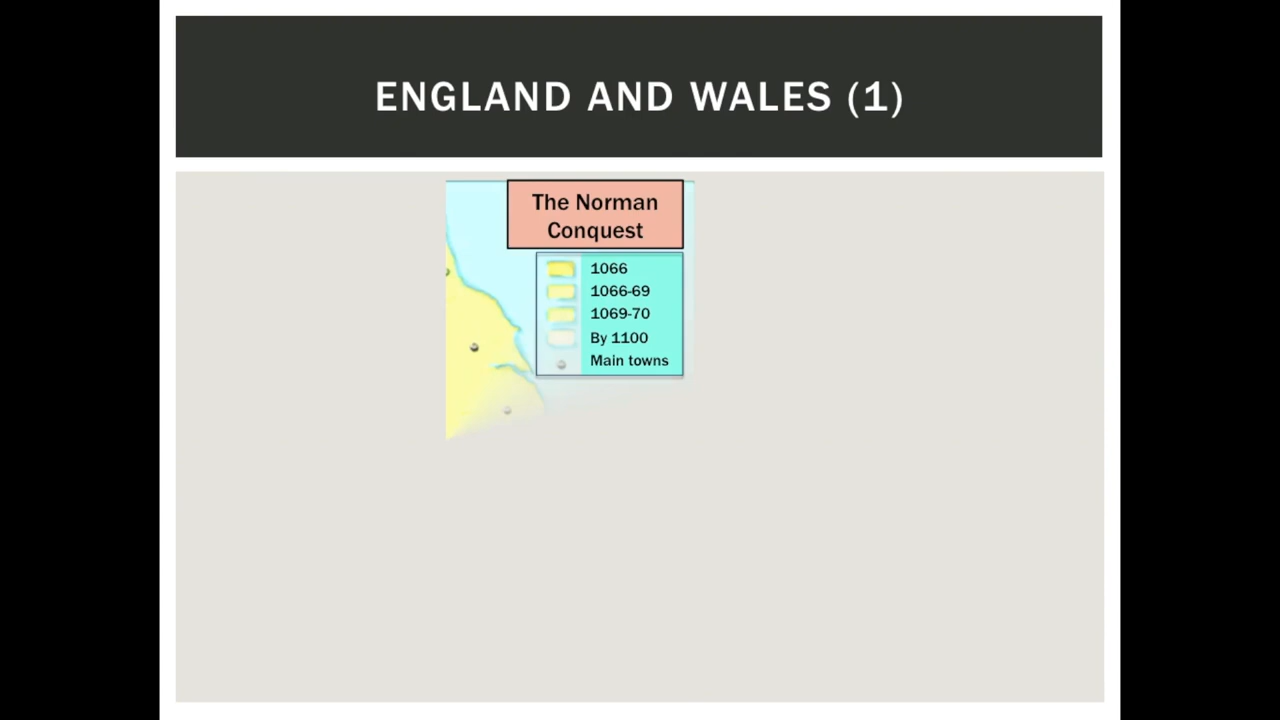 ENGLAND AND WALES (1)
The Norman
Conquest
1066
1066-69
1069-70
By 1100
Main towns